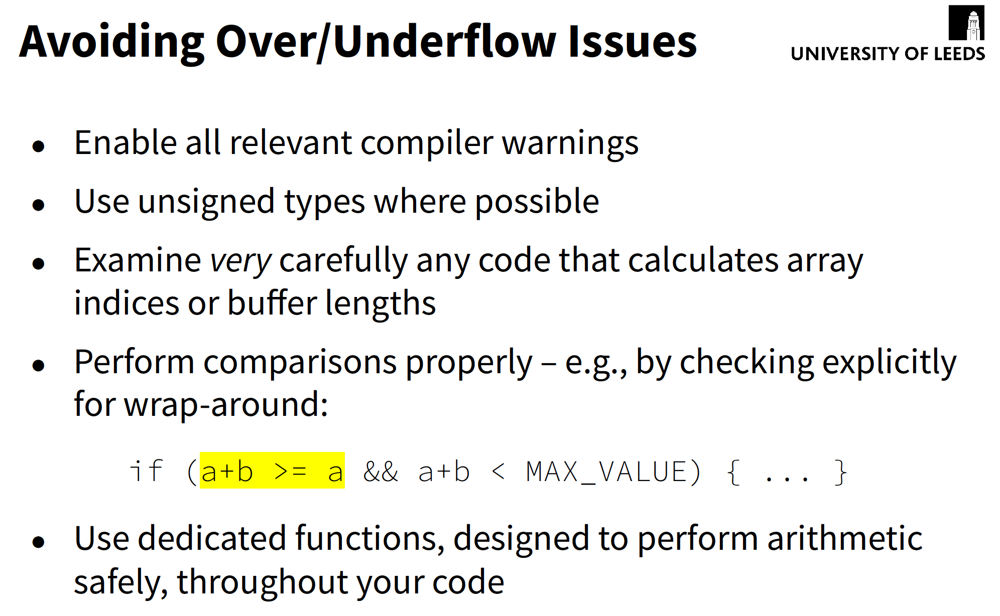 Avoiding Over/Underflow Issues
UNIVERSITY OF LEEDS
● Enable all relevant compiler warnings
● Use unsigned types where possible
● Examine very carefully any code that calculates array
indices or buffer lengths
● Perform comparisons properly – e.g., by checking explicitly
for wrap-around:
if (a+b >= a && a+b < MAX_VALUE) { ... }
● Use dedicated functions, designed to perform arithmetic
safely, throughout your code